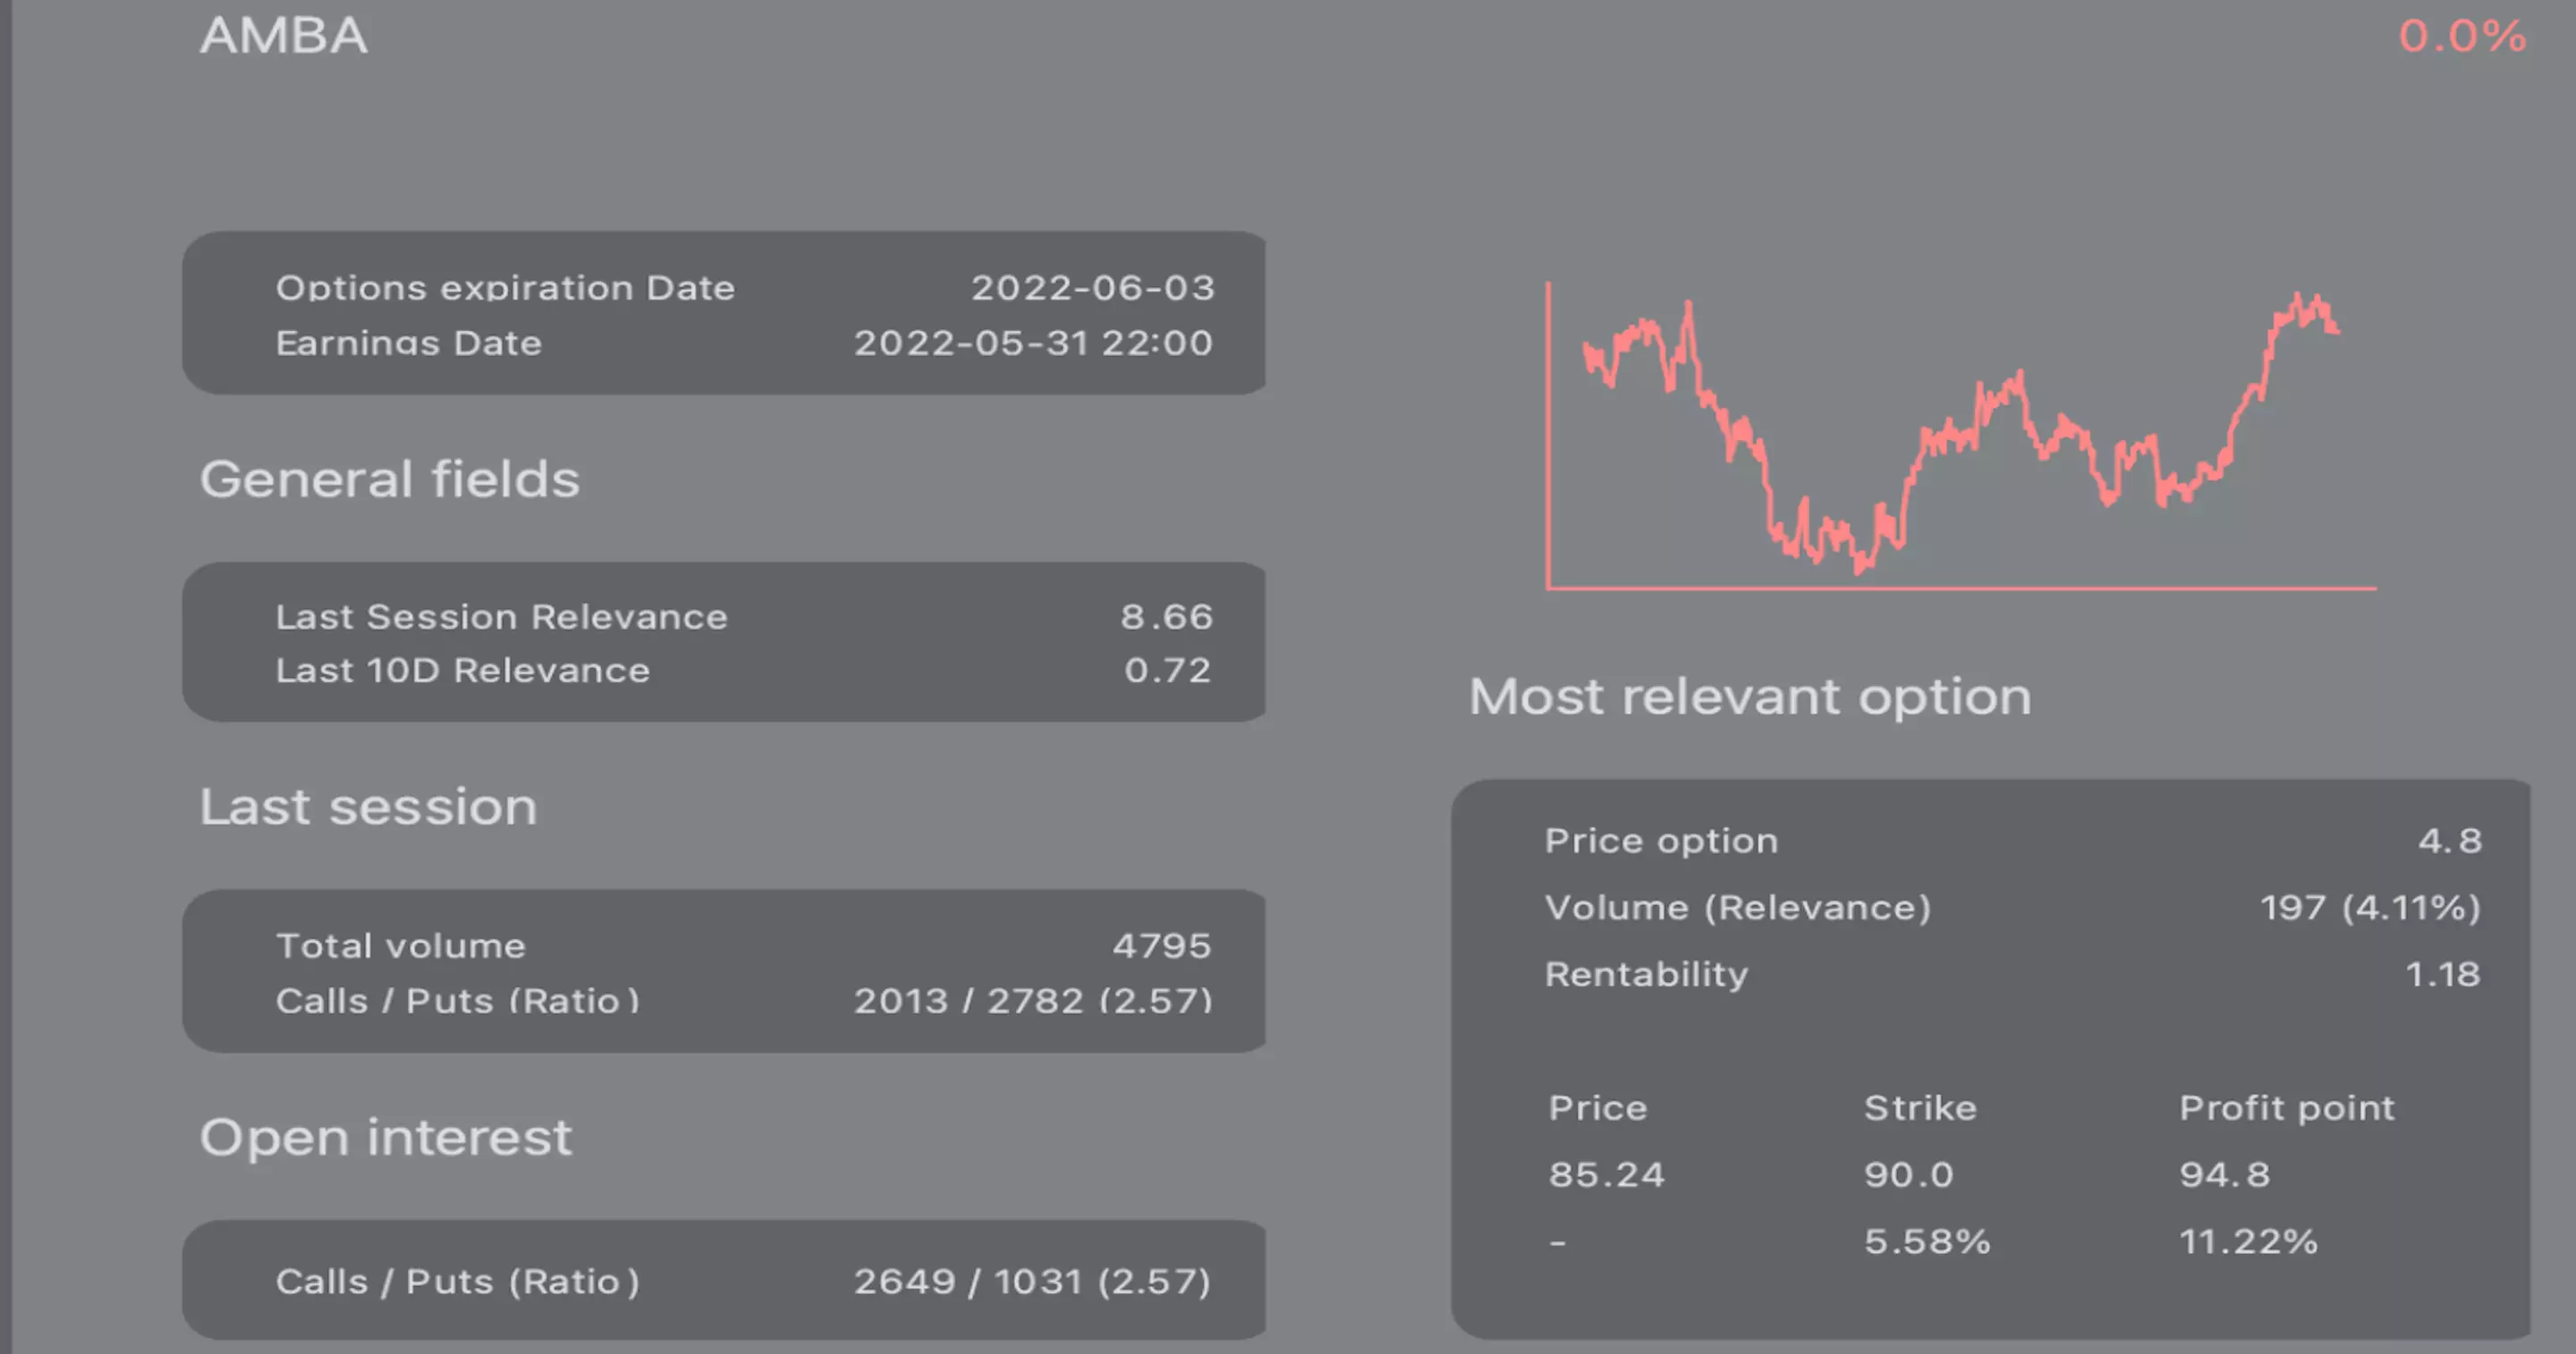 AMBA
0.0%
Options expiration Date 2022-06-03
Earnings Date 2022-05-31 22:00
General fields
Last Session Relevance 8.66
Last 10D Relevance 0.72
Last session
Total volume 4795
Calls / Puts (Ratio) 2013 / 2782 (2.57)
Open interest
Calls / Puts (Ratio) 2649 / 1031 (2.57)
Most relevant option
Price option 4.8
Volume (Relevance) 197 (4.11%)
Rentability 1.18
Price Strike Profit point
85.24 90.0 94.8
- 5.58% 11.22%